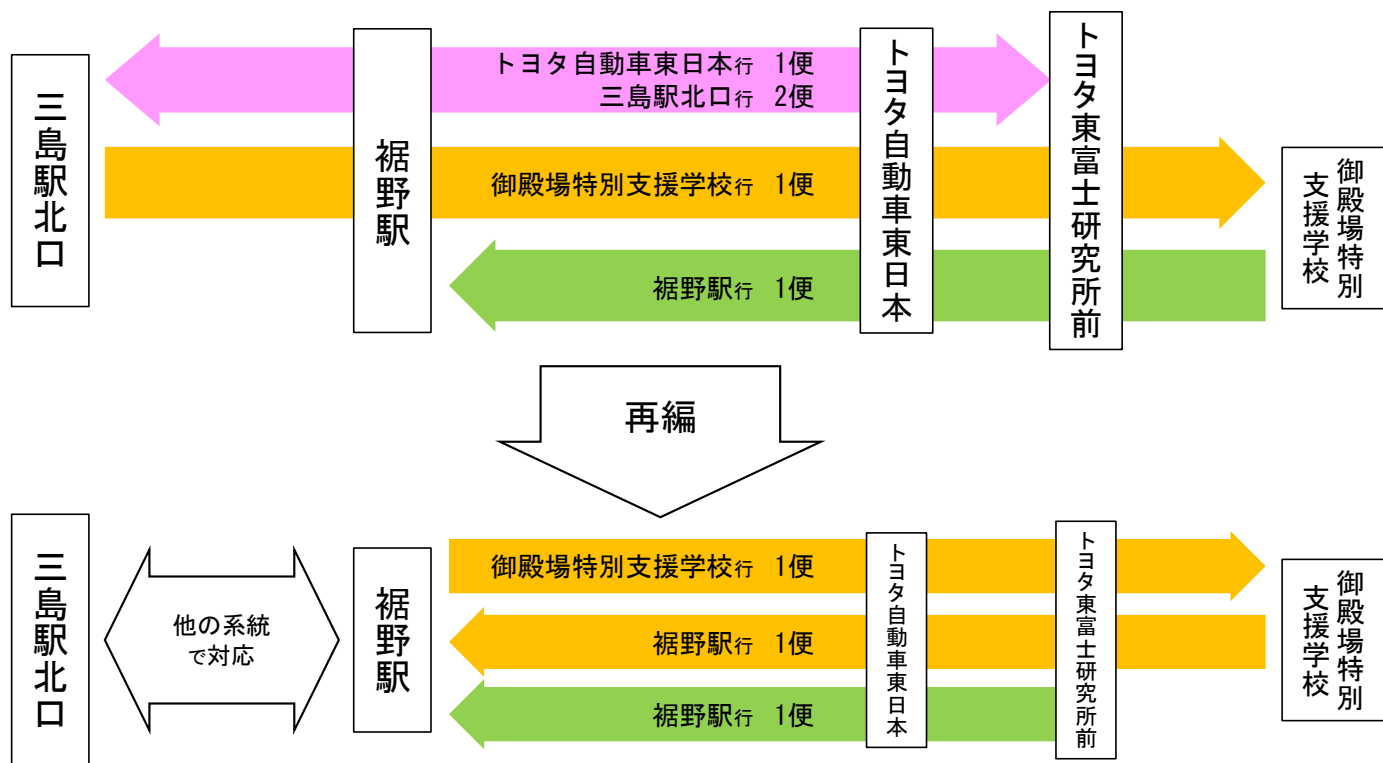 三島駅北口
裾野駅
トヨタ自動車東日本行 1便
三島駅北口行 2便
御殿場特別支援学校行 1便
裾野駅行 1便
トヨタ自動車東日本
トヨタ東富士研究所前
御殿場特別
支援学校
再編
三島駅北口
他の系統
で対応
裾野駅
御殿場特別支援学校行 1便
裾野駅行 1便
裾野駅行 1便
トヨタ自動車東日本
トヨタ東富士研究所前
御殿場特別
支援学校